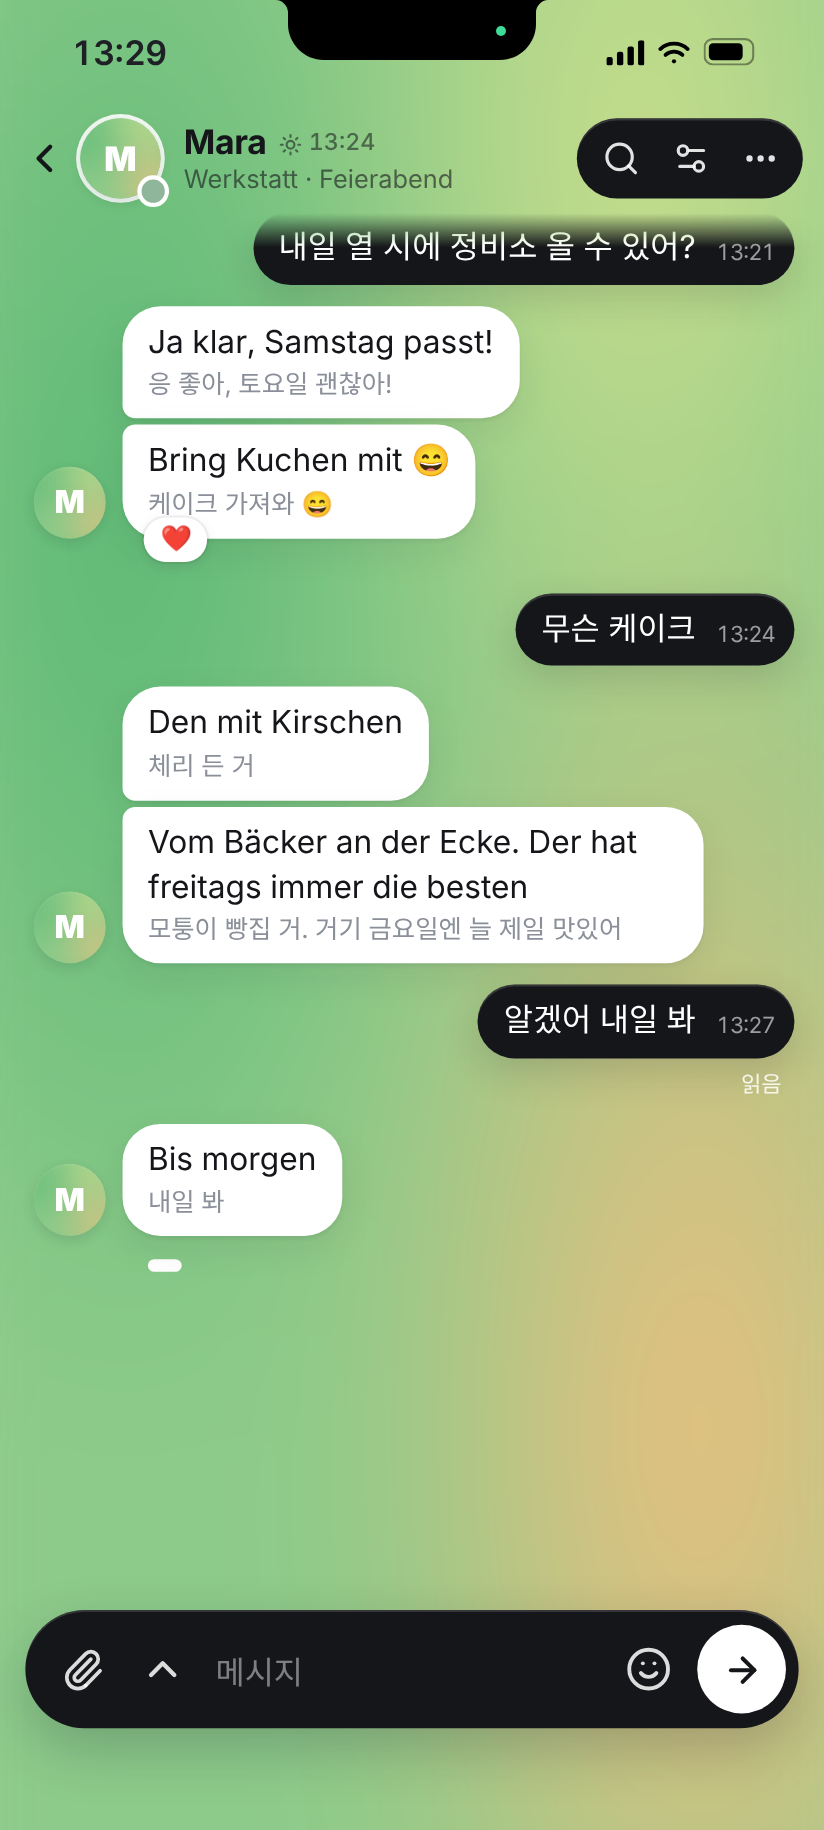 13:29
M
Mara 13:24
Werkstatt · Feierabend
내일 열 시에 정비소 올 수 있어? 13:21
Ja klar, Samstag passt!
응 좋아, 토요일 괜찮아!
Bring Kuchen mit 😄
케이크 가져와 😄
M
❤️
무슨 케이크 13:24
Den mit Kirschen
체리 든 거
Vom Bäcker an der Ecke. Der hat
freitags immer die besten
모퉁이 빵집 거. 거기 금요일엔 늘 제일 맛있어
M
알겠어 내일 봐 13:27
읽음
Bis morgen
내일 봐
M
메시지